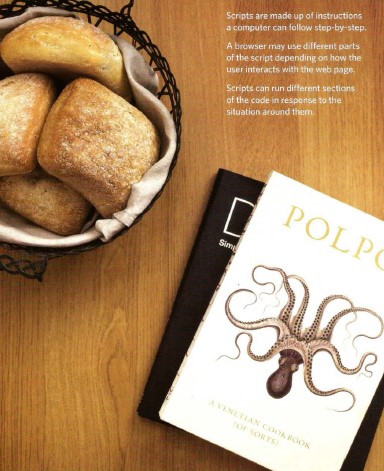 Scripts are made up of instructions
a computer can follow step-by-step.
A browser may use different parts
of the script depending on how the
user interacts with the web page.
Scripts can run different sections
of the code in response to the
situation around them.
POLPO
A VENETIAN COOKBOOK
(OF SORTS)